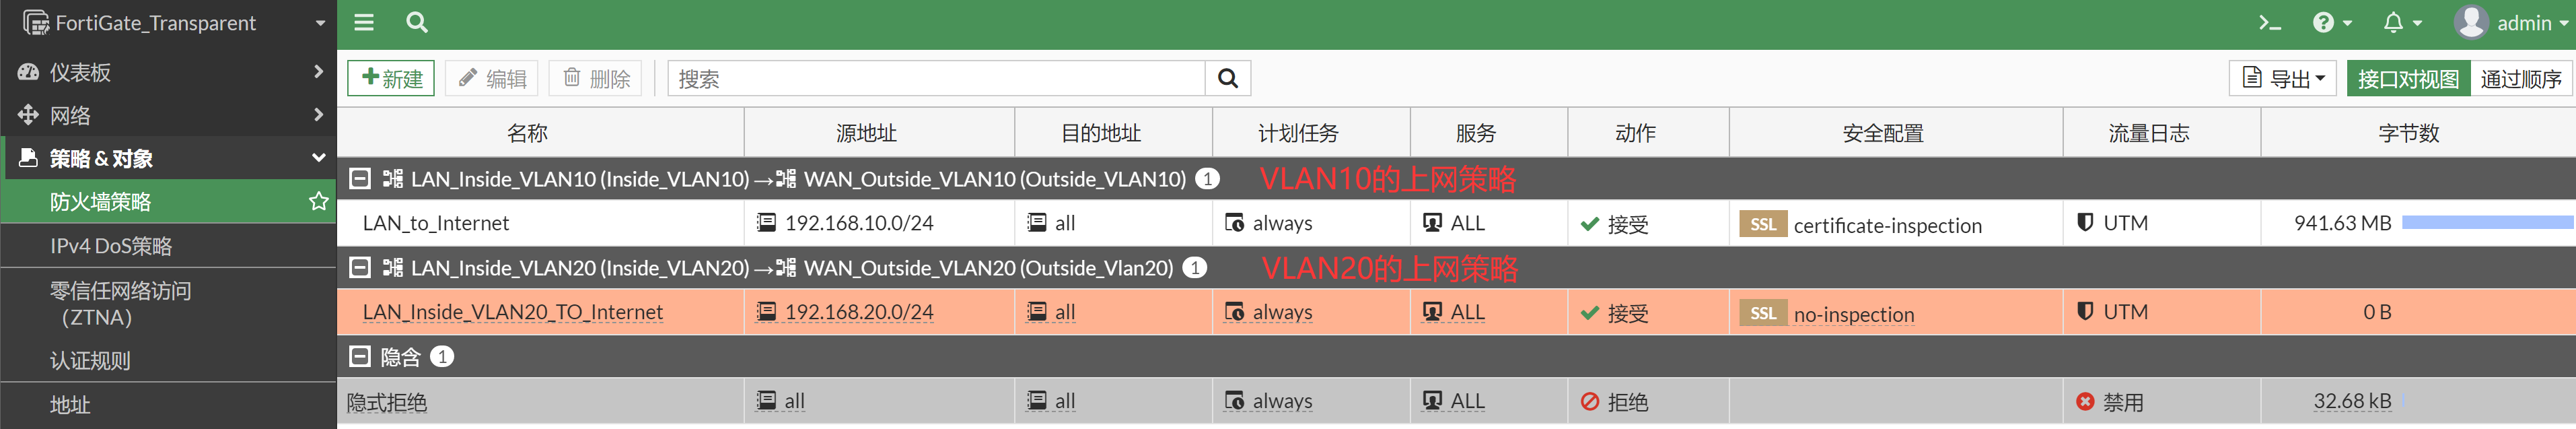 FortiGate_Transparent
admin
仪表板
网络
策略 & 对象
防火墙策略
IPv4 DoS策略
零信任网络访问
（ZTNA）
认证规则
地址
新建 编辑 删除 搜索 导出 接口对视图 通过顺序
名称 源地址 目的地址 计划任务 服务 动作 安全配置 流量日志 字节数
LAN_Inside_VLAN10 (Inside_VLAN10) → WAN_Outside_VLAN10 (Outside_VLAN10) 1 VLAN10的上网策略
LAN_to_Internet 192.168.10.0/24 all always ALL 接受 SSL certificate-inspection UTM 941.63 MB
LAN_Inside_VLAN20 (Inside_VLAN20) → WAN_Outside_VLAN20 (Outside_Vlan20) 1 VLAN20的上网策略
LAN_Inside_VLAN20_TO_Internet 192.168.20.0/24 all always ALL 接受 SSL no-inspection UTM 0 B
隐含 1
隐式拒绝 all all always ALL 拒绝 禁用 32.68 kB